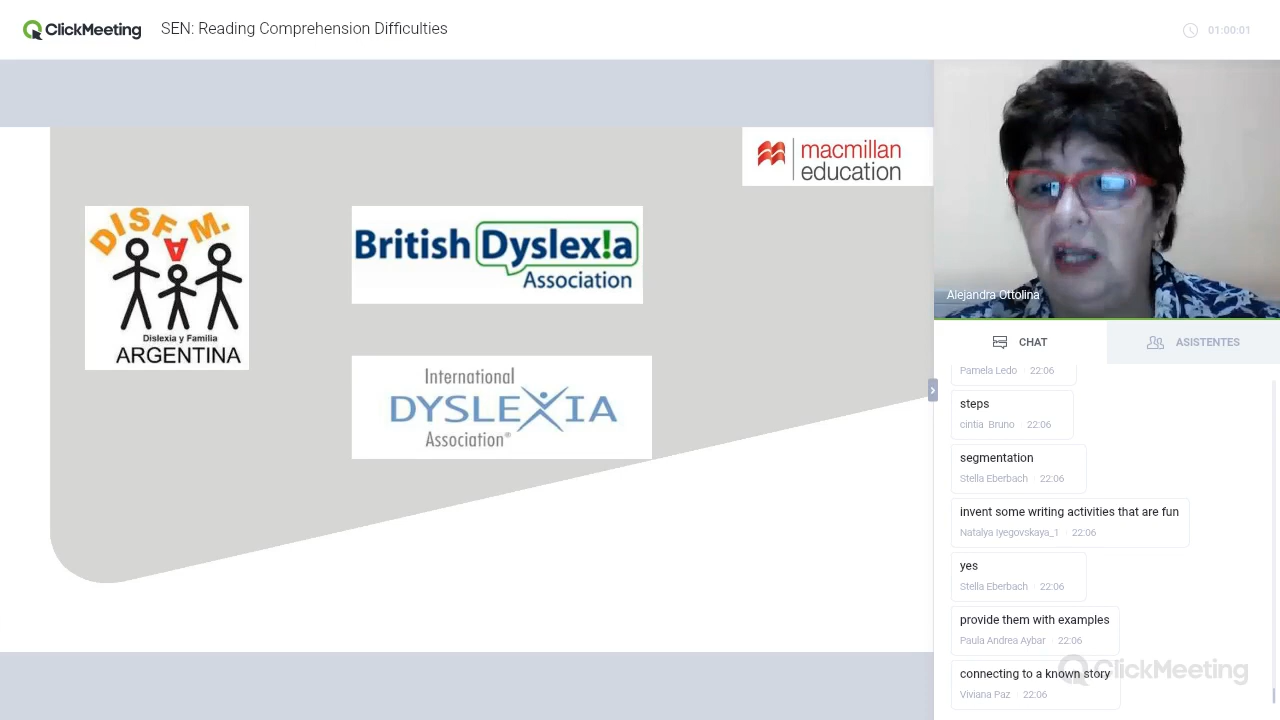 ClickMeeting
SEN: Reading Comprehension Difficulties
01:00:01
macmillan
education
DISFAM.
Dislexia y Familia
ARGENTINA
British Dyslex!a
Association
International
DYSLEXIA
Association®
Alejandra Ottolina
CHAT
ASISTENTES
Pamela Ledo · 22:06
steps
cintia Bruno · 22:06
segmentation
Stella Eberbach · 22:06
invent some writing activities that are fun
Natalya Iyegovskaya_1 · 22:06
yes
Stella Eberbach · 22:06
provide them with examples
Paula Andrea Aybar · 22:06
connecting to a known story
Viviana Paz · 22:06
ClickMeeting